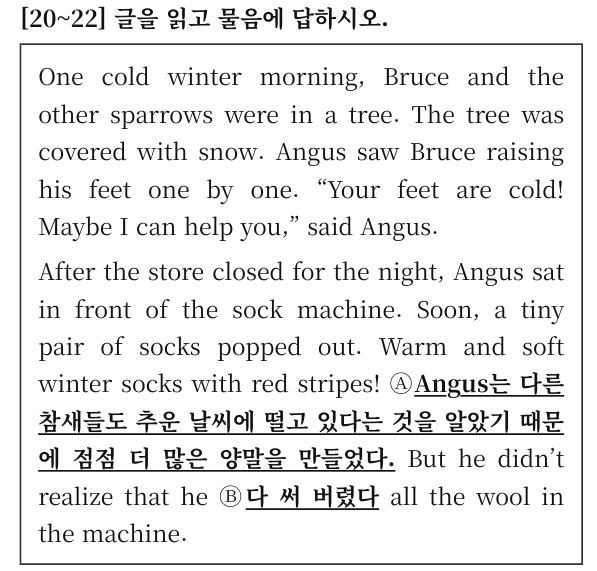 [20~22] 글을 읽고 물음에 답하시오.
One cold winter morning, Bruce and the
other sparrows were in a tree. The tree was
covered with snow. Angus saw Bruce raising
his feet one by one. “Your feet are cold!
Maybe I can help you,” said Angus.
After the store closed for the night, Angus sat
in front of the sock machine. Soon, a tiny
pair of socks popped out. Warm and soft
winter socks with red stripes! ⒶAngus는 다른
참새들도 추운 날씨에 떨고 있다는 것을 알았기 때문
에 점점 더 많은 양말을 만들었다. But he didn’t
realize that he Ⓑ다 써 버렸다 all the wool in
the machine.